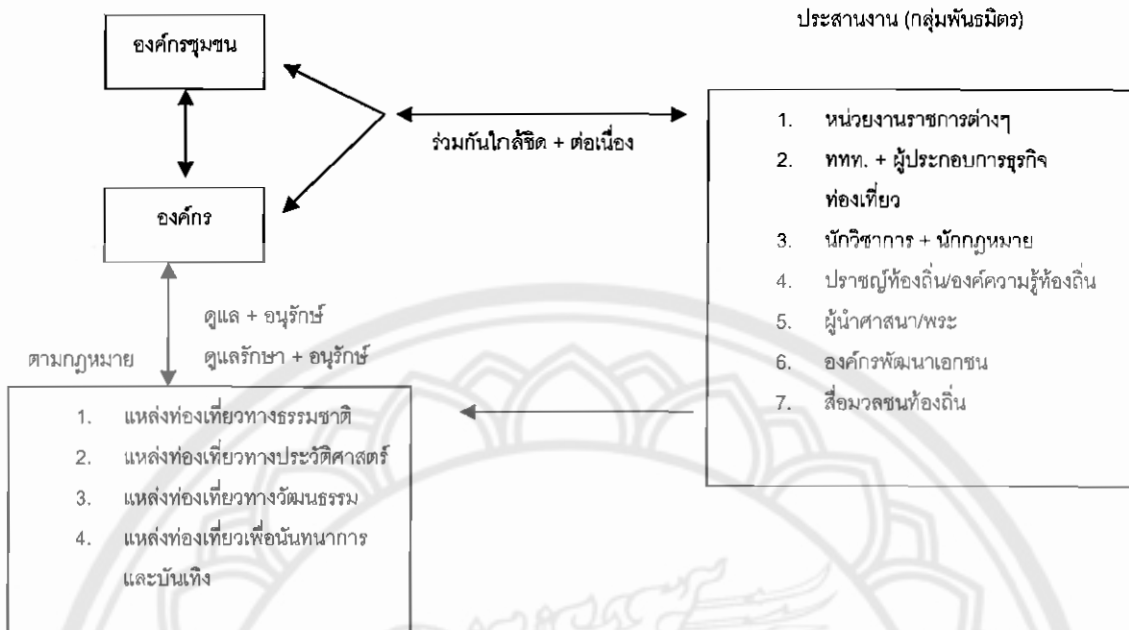 ประสานงาน (กลุ่มพันธมิตร)
องค์กรชุมชน
ร่วมกันใกล้ชิด + ต่อเนื่อง
องค์กร
1. หน่วยงานราชการต่างๆ
2. ททท. + ผู้ประกอบการธุรกิจ
ท่องเที่ยว
3. นักวิชาการ + นักกฎหมาย
4. ปราชญ์ท้องถิ่น/องค์ความรู้ท้องถิ่น
5. ผู้นำศาสนา/พระ
6. องค์กรพัฒนาเอกชน
7. สื่อมวลชนท้องถิ่น
ดูแล + อนุรักษ์
ตามกฎหมาย ดูแลรักษา + อนุรักษ์
1. แหล่งท่องเที่ยวทางธรรมชาติ
2. แหล่งท่องเที่ยวทางประวัติศาสตร์
3. แหล่งท่องเที่ยวทางวัฒนธรรม
4. แหล่งท่องเที่ยวเพื่อนันทนาการ
และบันเทิง